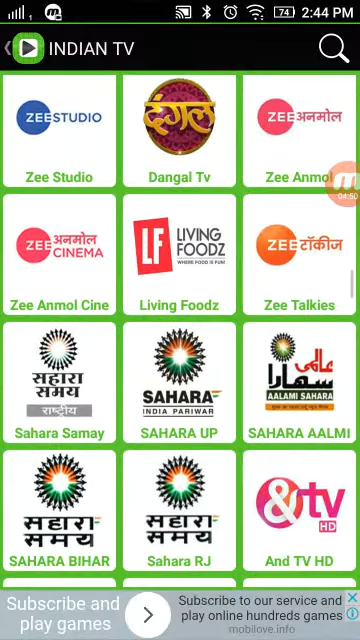 74 2:44 PM
INDIAN TV
ZEE STUDIO
दंगल
ZEE अनमोल
Zee Studio
Dangal Tv
Zee Anmol
04:50
ZEE अनमोल
CINEMA
LF LIVING
FOODZ
WHERE FOOD IS FUN!
ZEE टॉकीज
Zee Anmol Cine
Living Foodz
Zee Talkies
सहारा
समय
राष्ट्रीय
SAHARA
INDIA PARIWAR
आलमी
सहारा
AALAMI SAHARA
Sahara Samay
SAHARA UP
SAHARA AALMI
सहारा
समय
सहारा
समय
&tv
HD
SAHARA BIHAR
Sahara RJ
And TV HD
Subscribe and
play games
Subscribe to our service and
play online hundreds games
mobilove.info